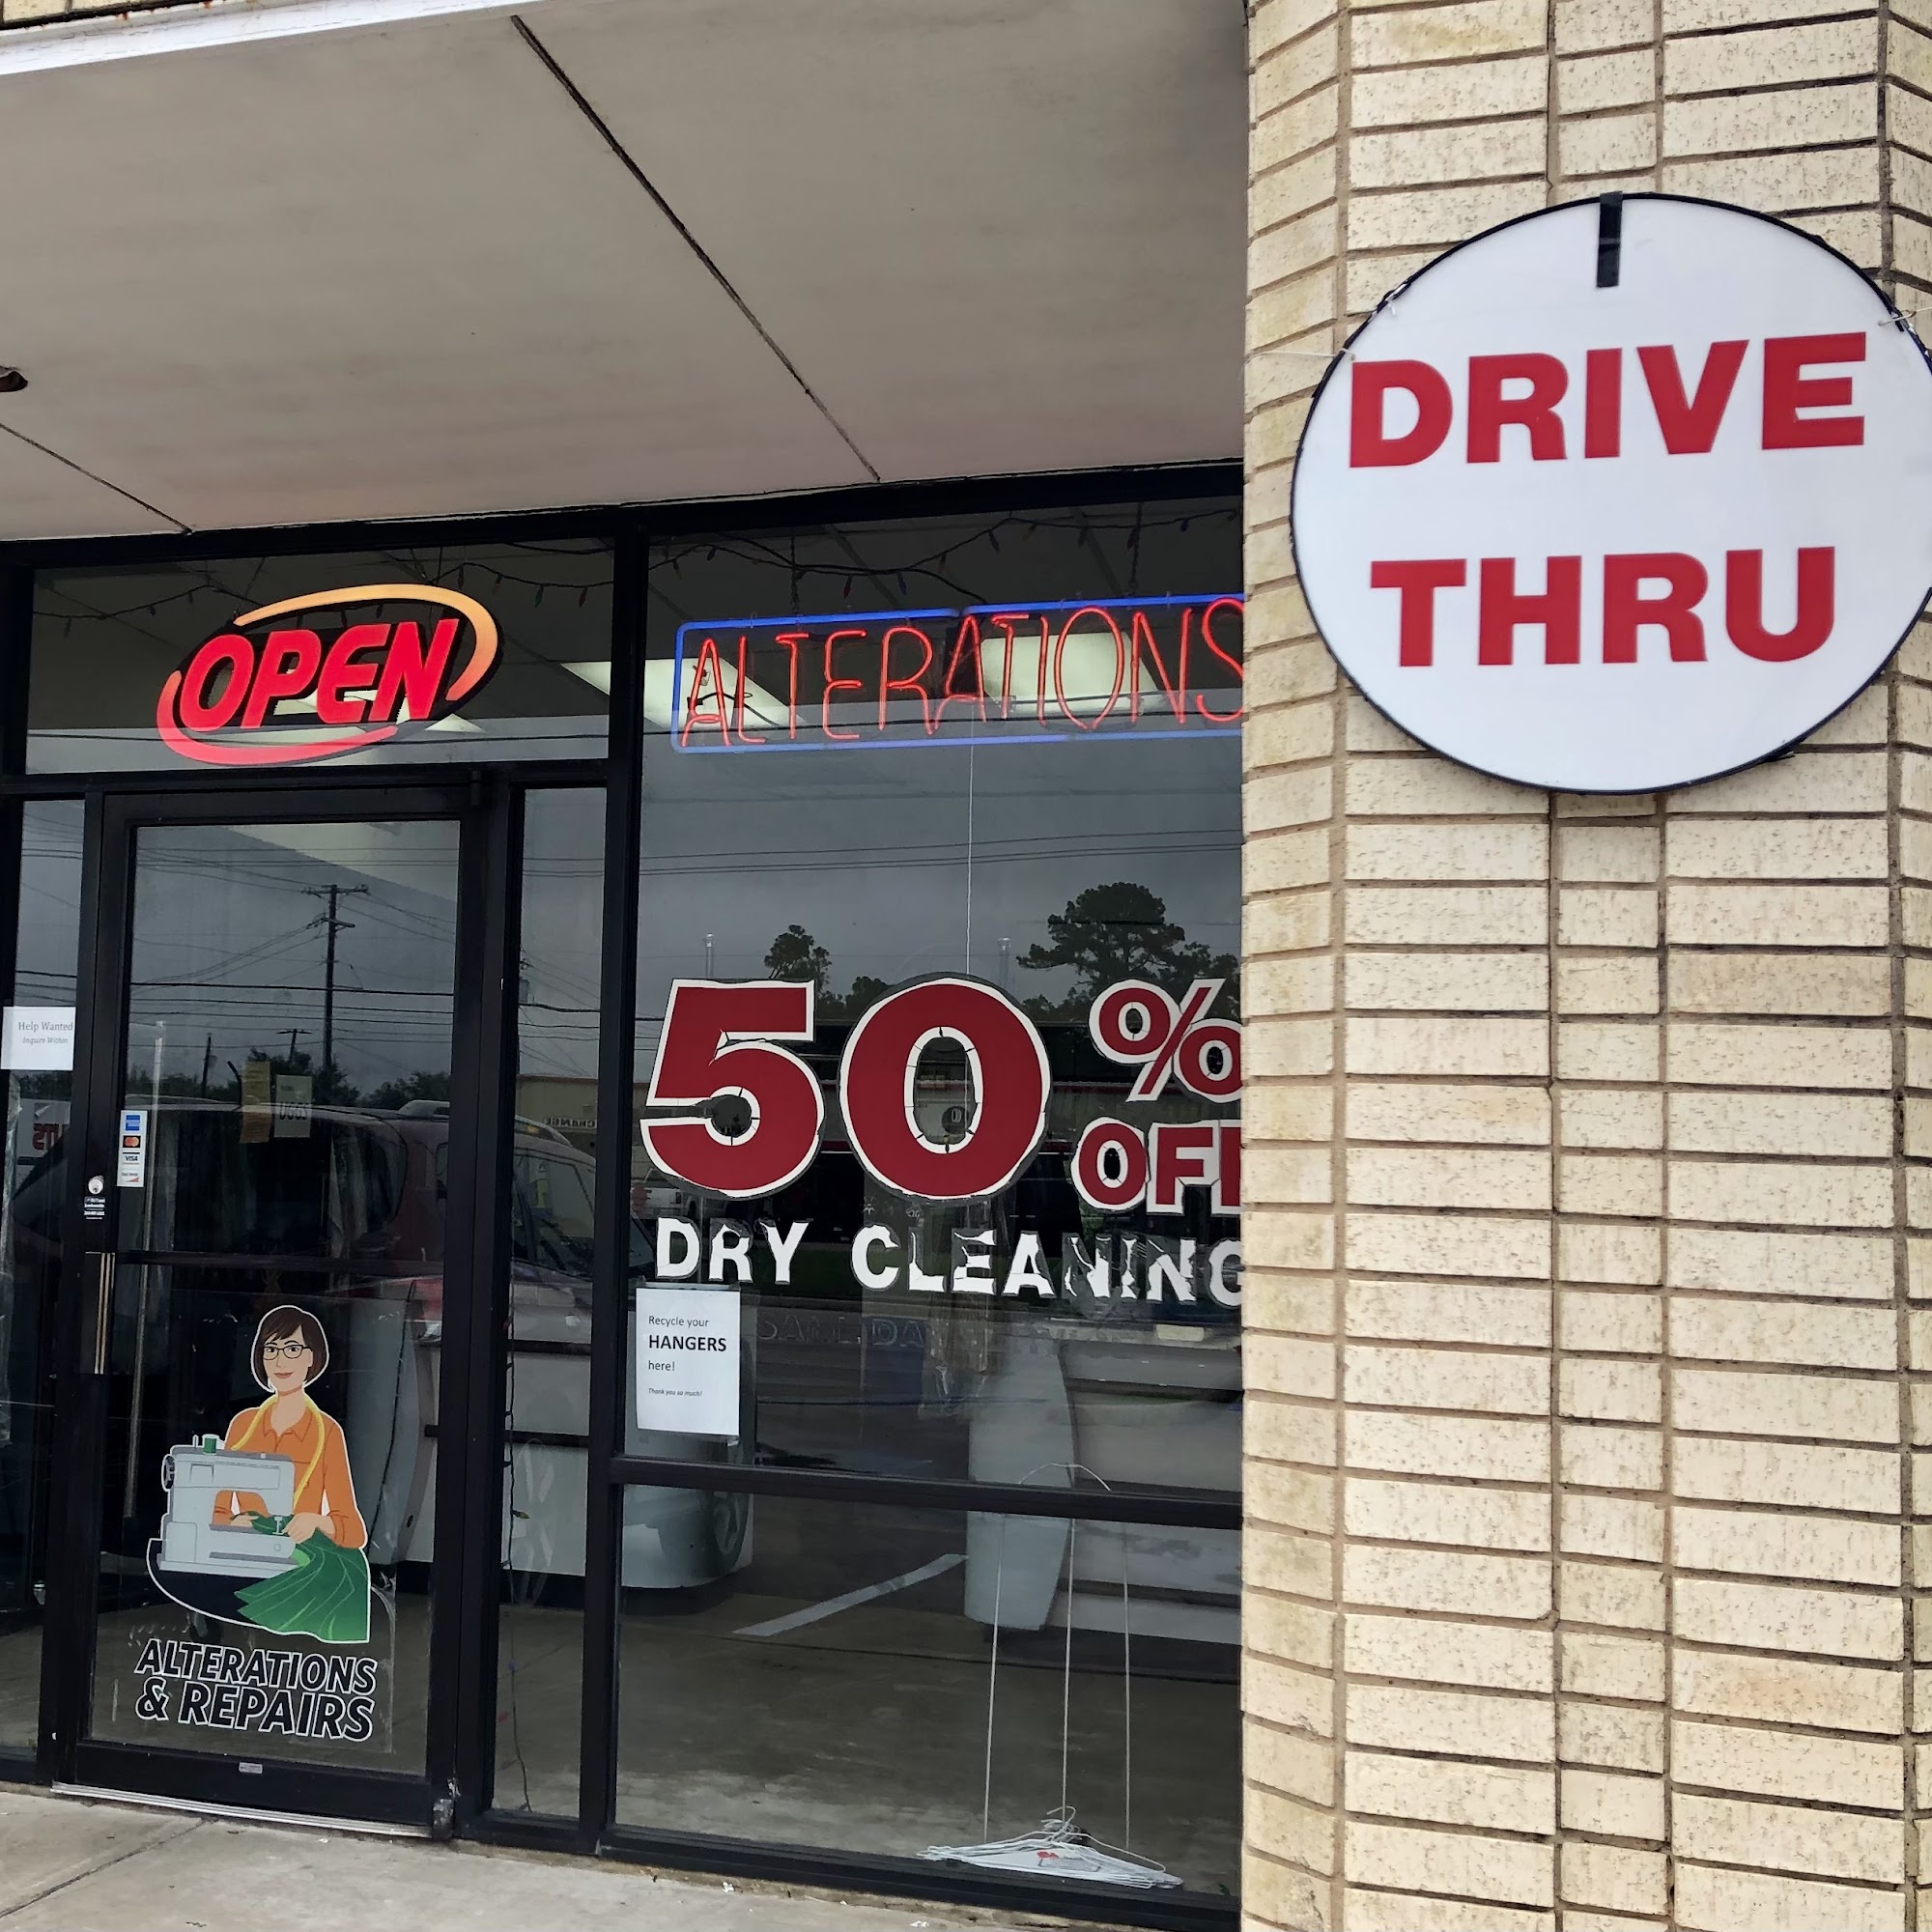 DRIVE
THRU
OPEN
ALTERATIONS
50 %
OFF
DRY CLEANING
Help Wanted
Inquire Within
VISA
Recycle your
HANGERS
here!
Thank you so much!
ALTERATIONS
& REPAIRS